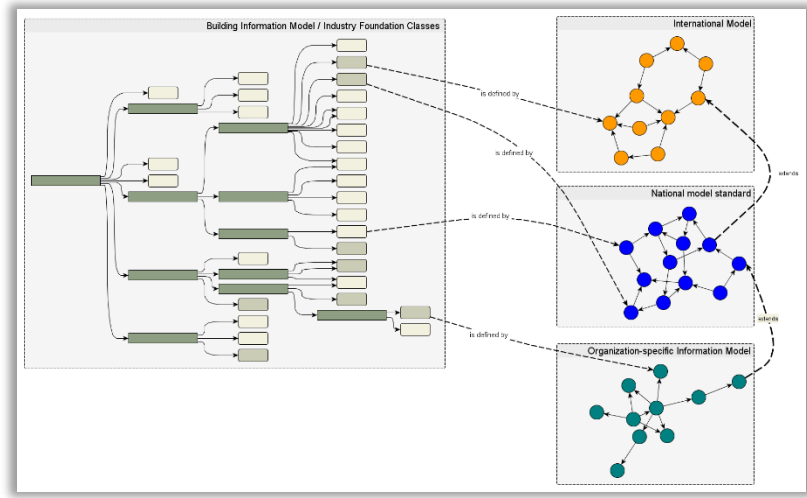 Building Information Model / Industry Foundation Classes
International Model
is defined by
is defined by
extends
National model standard
is defined by
extends
is defined by
Organization-specific Information Model